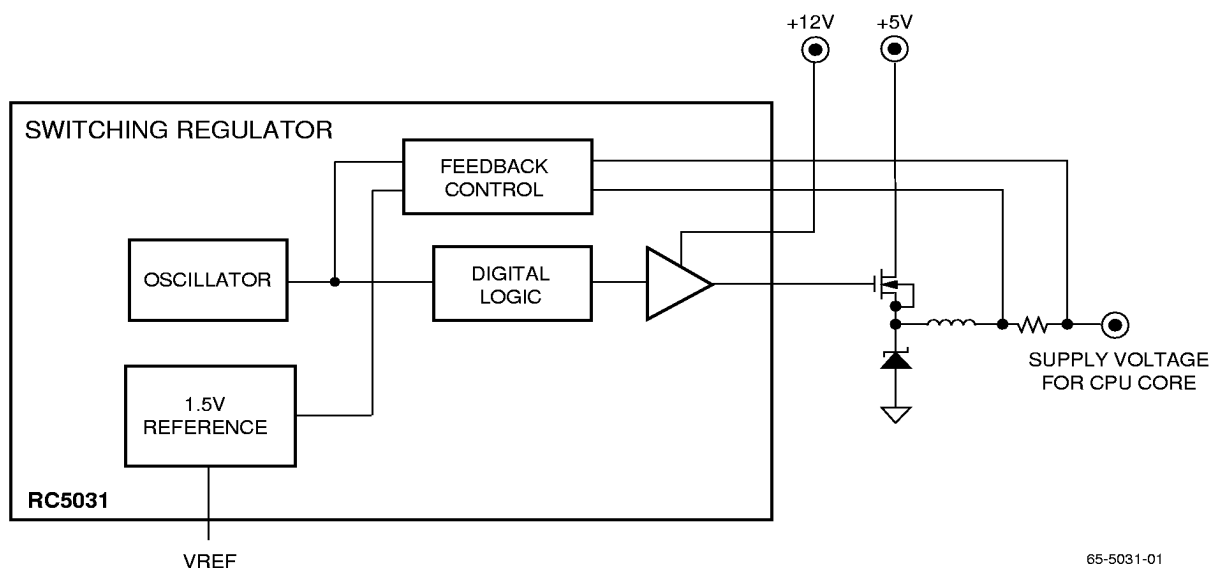 +12V
+5V
SWITCHING REGULATOR
FEEDBACK
CONTROL
OSCILLATOR
DIGITAL
LOGIC
SUPPLY VOLTAGE
FOR CPU CORE
1.5V
REFERENCE
RC5031
VREF
65-5031-01